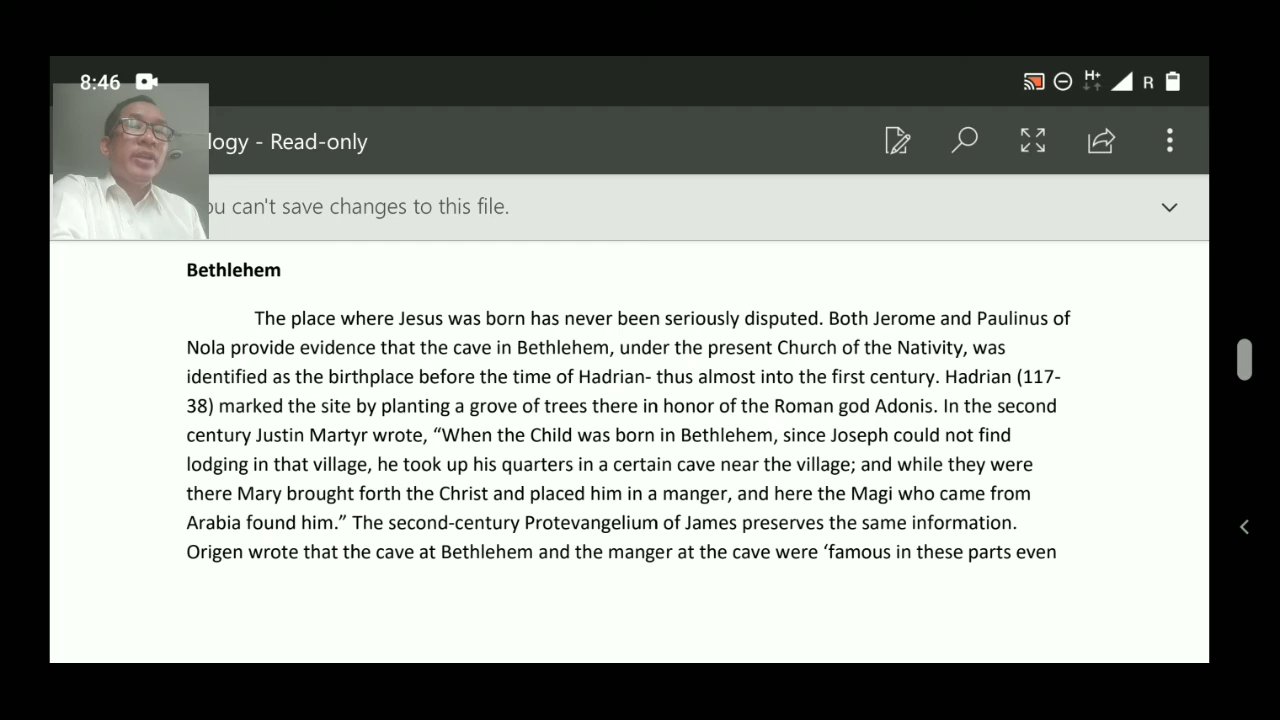 8:46
H+
R
logy - Read-only
ou can't save changes to this file.
Bethlehem
The place where Jesus was born has never been seriously disputed. Both Jerome and Paulinus of
Nola provide evidence that the cave in Bethlehem, under the present Church of the Nativity, was
identified as the birthplace before the time of Hadrian- thus almost into the first century. Hadrian (117-
38) marked the site by planting a grove of trees there in honor of the Roman god Adonis. In the second
century Justin Martyr wrote, “When the Child was born in Bethlehem, since Joseph could not find
lodging in that village, he took up his quarters in a certain cave near the village; and while they were
there Mary brought forth the Christ and placed him in a manger, and here the Magi who came from
Arabia found him.” The second-century Protevangelium of James preserves the same information.
Origen wrote that the cave at Bethlehem and the manger at the cave were ‘famous in these parts even